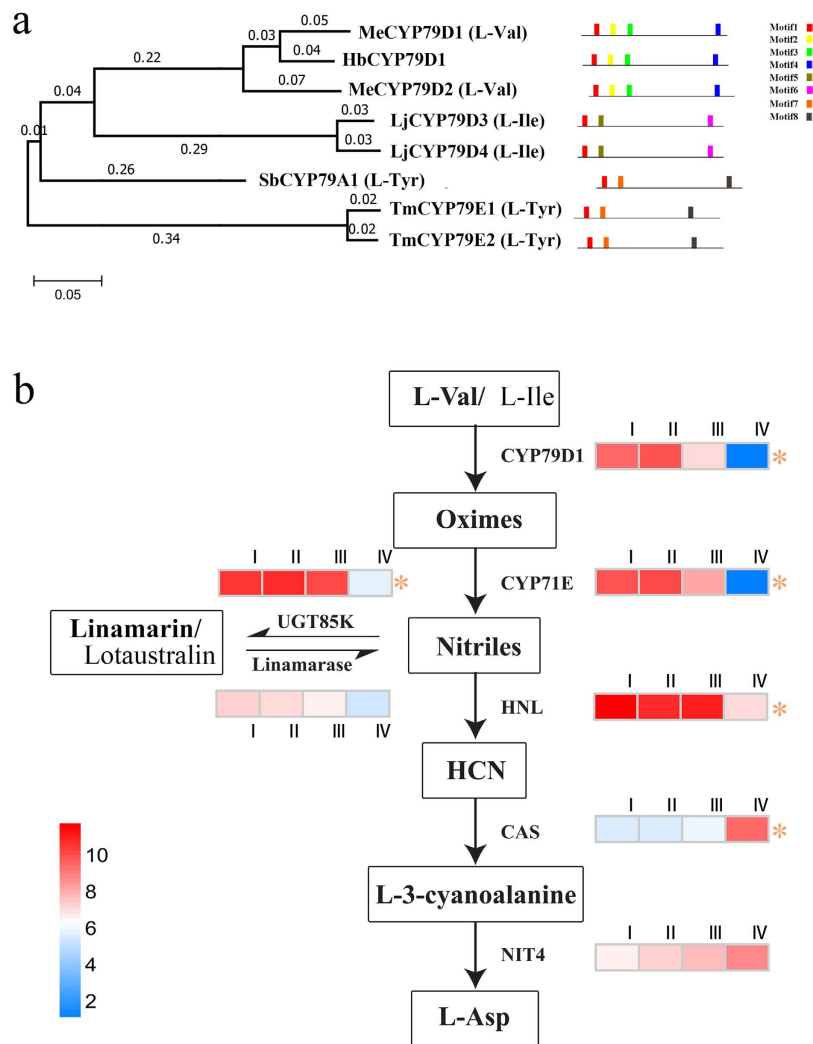 a
0.05
MeCYP79D1 (L-Val)
0.03
0.04
HbCYP79D1
0.22
0.07
MeCYP79D2 (L-Val)
0.04
0.03
LjCYP79D3 (L-Ile)
0.01
0.03
LjCYP79D4 (L-Ile)
0.29
0.26
SbCYP79A1 (L-Tyr)
0.02
TmCYP79E1 (L-Tyr)
0.02
TmCYP79E2 (L-Tyr)
0.34
0.05
Motif1
Motif2
Motif3
Motif4
Motif5
Motif6
Motif7
Motif8
b
L-Val/ L-Ile
I II III IV
CYP79D1 *
Oximes
I II III IV
*
I II III IV
CYP71E *
Linamarin/
Lotaustralin
UGT85K
Linamarase
Nitriles
I II III IV
I II III IV
HNL *
HCN
I II III IV
CAS *
L-3-cyanoalanine
I II III IV
NIT4
L-Asp
10
8
6
4
2